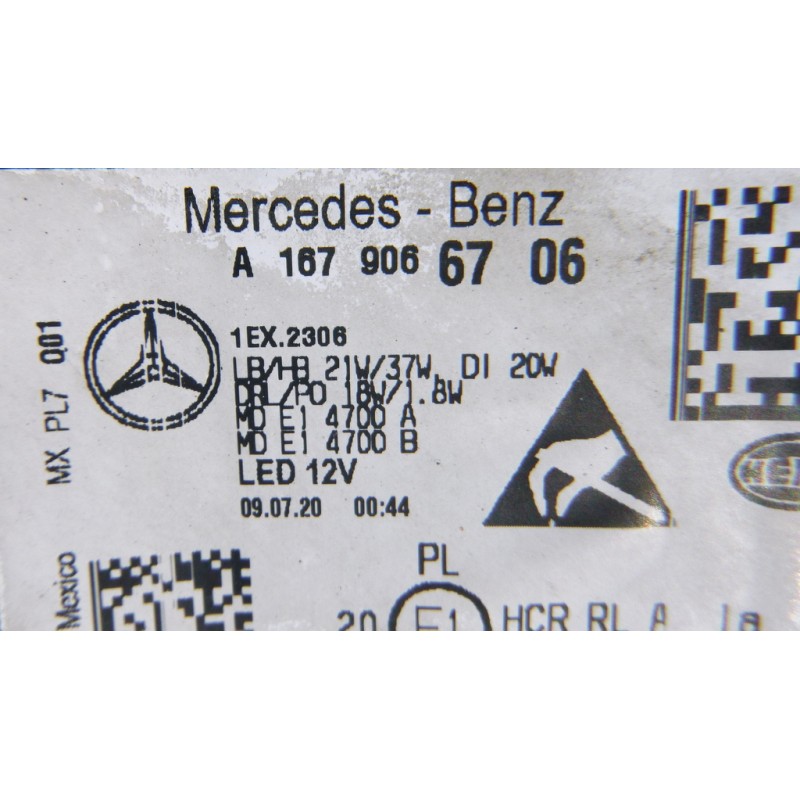 Mercedes - Benz
A 167 906 67 06
1EX.2306
LB/HB 21W/37W, DI 20W
DRL/PO 18W/1.8W
MD E1 4700 A
MD E1 4700 B
LED 12V
09.07.20 00:44
MX PL7 Q01
Mexico
PL
20 E1 HCR RL A